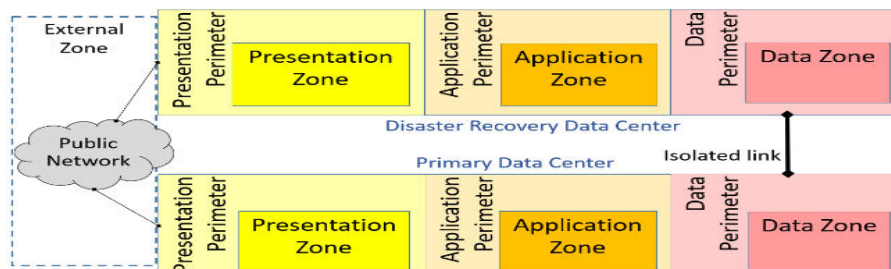 External
Zone
Presentation
Perimeter
Presentation
Zone
Application
Perimeter
Application
Zone
Data
Perimeter
Data Zone
Disaster Recovery Data Center
Public
Network
Primary Data Center
Isolated link
Presentation
Perimeter
Presentation
Zone
Application
Perimeter
Application
Zone
Data
Perimeter
Data Zone